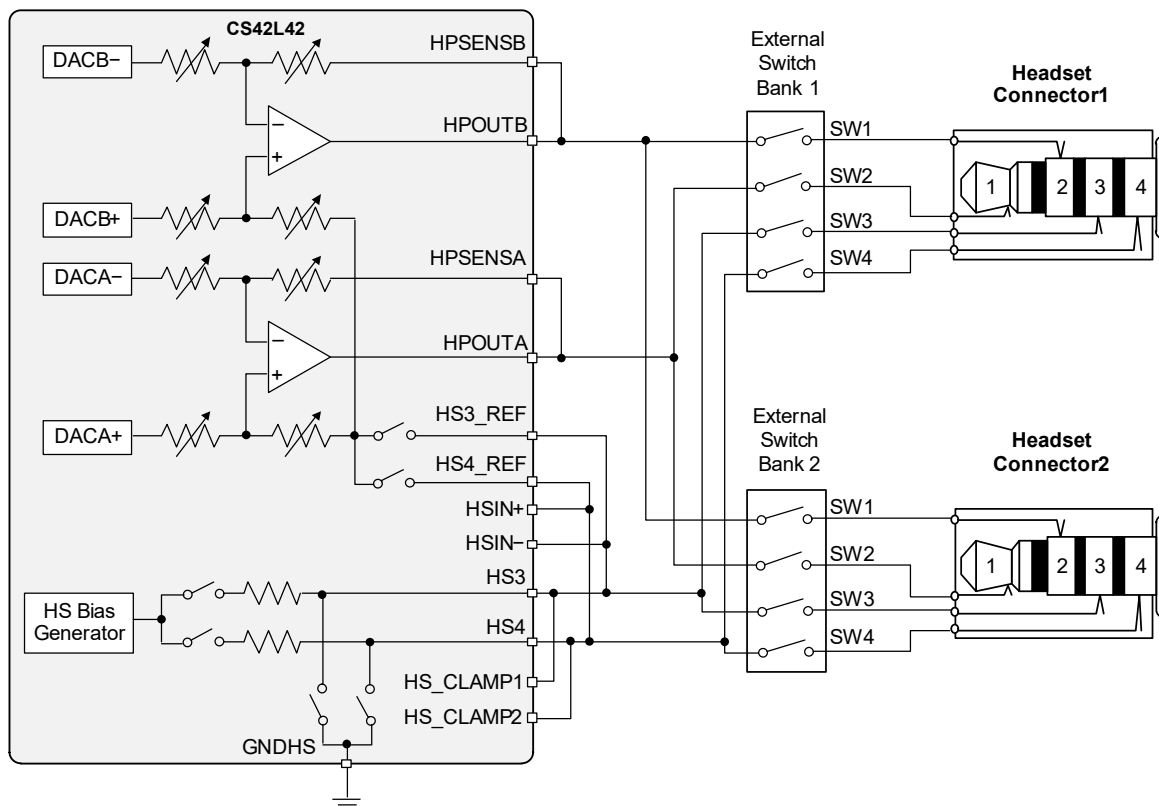 CS42L42
DACB−
HPSENSB
−
HPOUTB
+
DACB+
DACA−
HPSENSA
−
HPOUTA
+
DACA+
HS3_REF
HS4_REF
HSIN+
HSIN−
HS3
HS Bias
Generator
HS4
HS_CLAMP1
HS_CLAMP2
GNDHS
External
Switch
Bank 1
SW1
SW2
SW3
SW4
Headset
Connector1
1
2
3
4
External
Switch
Bank 2
SW1
SW2
SW3
SW4
Headset
Connector2
1
2
3
4